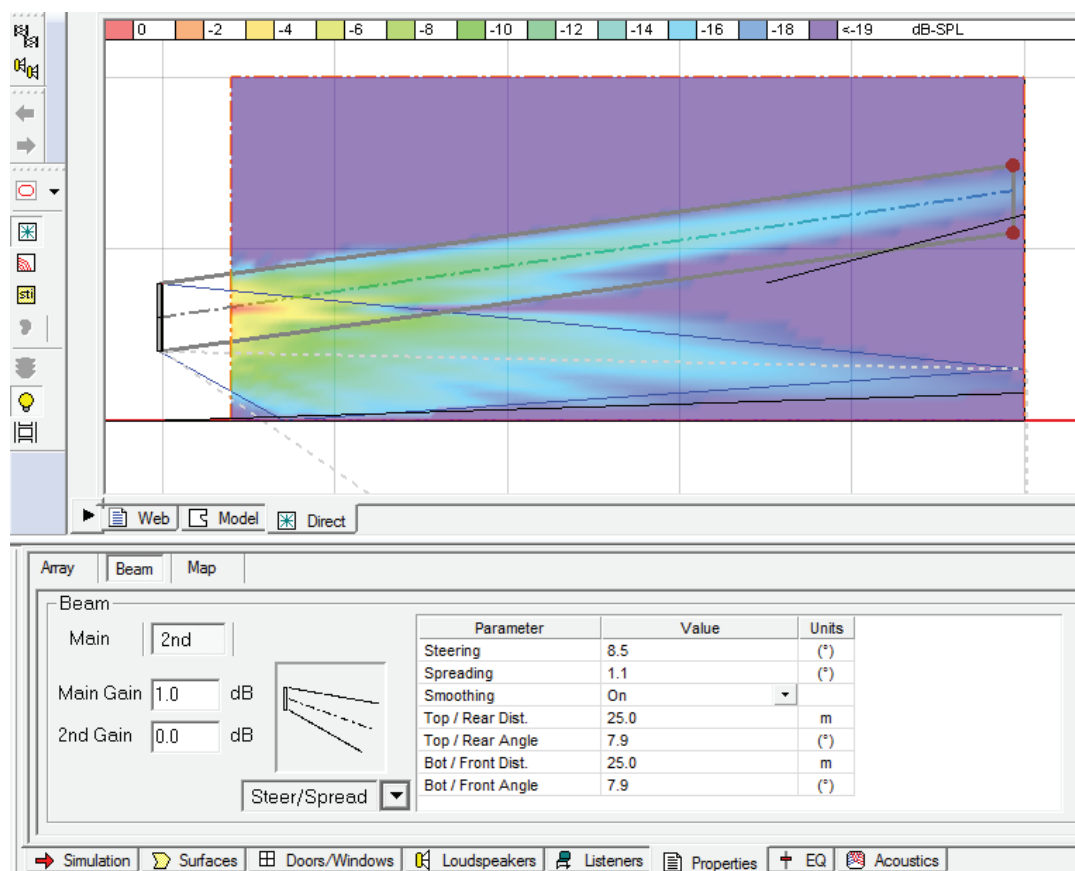 0 -2 -4 -6 -8 -10 -12 -14 -16 -18 <-19 dB-SPL
sti
Web Model Direct
Array Beam Map
Beam
Main 2nd
Main Gain 1.0 dB
2nd Gain 0.0 dB
Steer/Spread
Parameter Value Units
Steering 8.5 (°)
Spreading 1.1 (°)
Smoothing On
Top / Rear Dist. 25.0 m
Top / Rear Angle 7.9 (°)
Bot / Front Dist. 25.0 m
Bot / Front Angle 7.9 (°)
Simulation Surfaces Doors/Windows Loudspeakers Listeners Properties EQ Acoustics